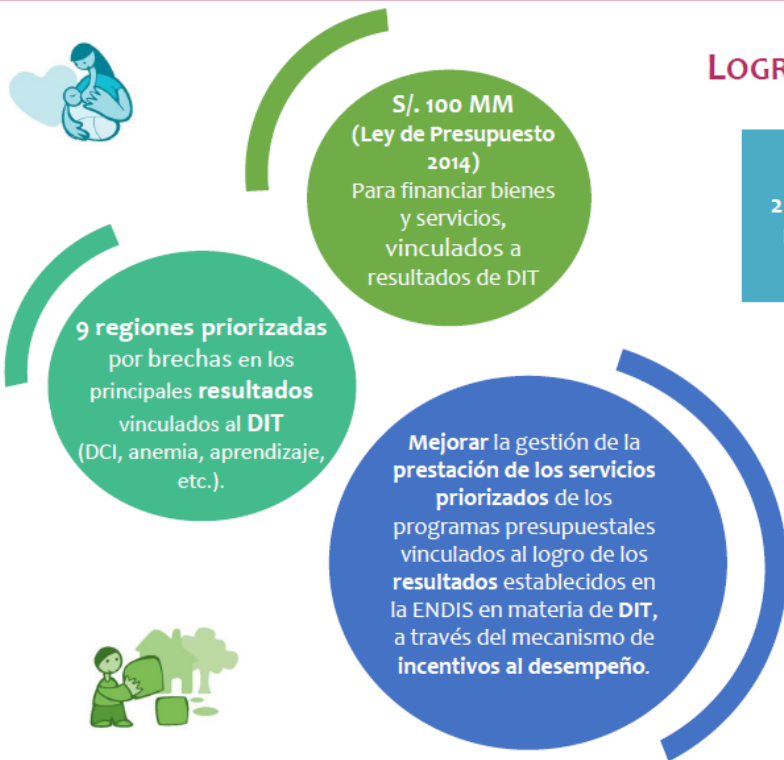 S/. 100 MM
(Ley de Presupuesto
2014)
Para financiar bienes
y servicios,
vinculados a
resultados de DIT
9 regiones priorizadas
por brechas en los
principales resultados
vinculados al DIT
(DCI, anemia, aprendizaje,
etc.).
Mejorar la gestión de la
prestación de los servicios
priorizados de los
programas presupuestales
vinculados al logro de los
resultados establecidos en
la ENDIS en materia de DIT,
a través del mecanismo de
incentivos al desempeño.
LOGR
2